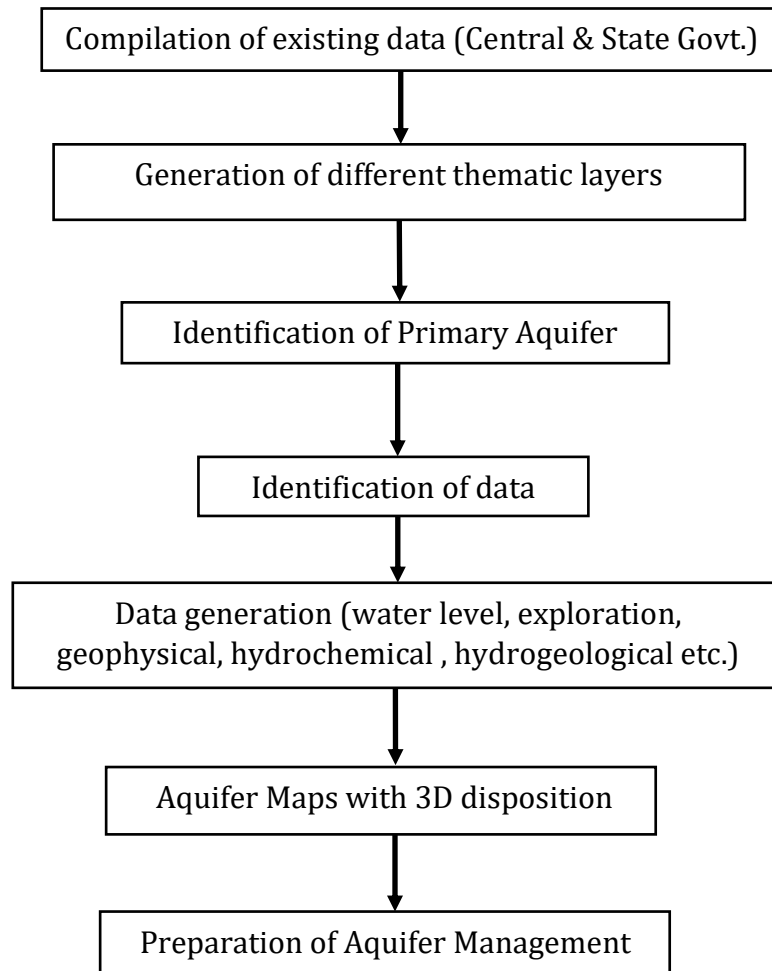 Compilation of existing data (Central & State Govt.)
Generation of different thematic layers
Identification of Primary Aquifer
Identification of data
Data generation (water level, exploration,
geophysical, hydrochemical , hydrogeological etc.)
Aquifer Maps with 3D disposition
Preparation of Aquifer Management